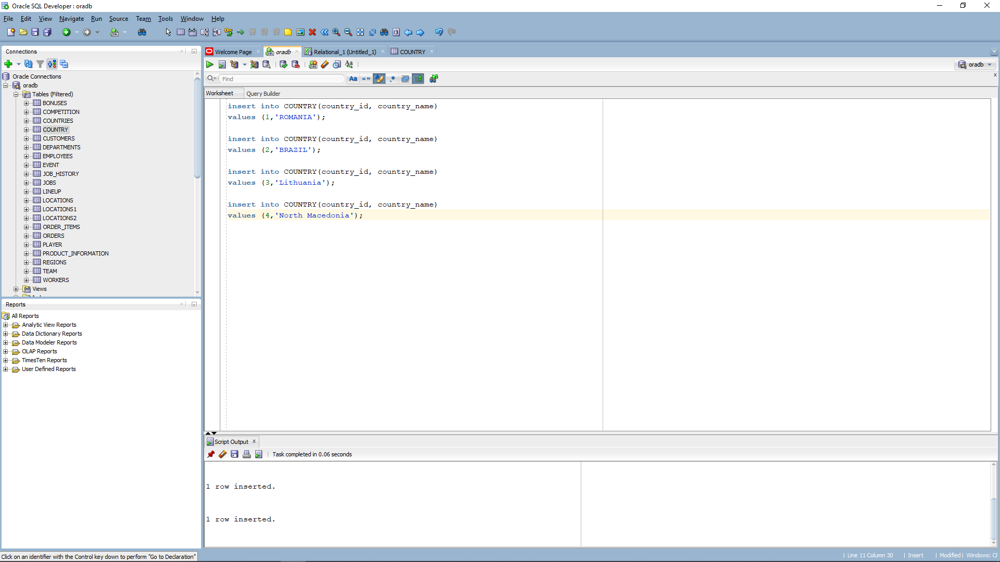 Oracle SQL Developer : oradb
File Edit View Navigate Run Source Team Tools Window Help
Connections
Oracle Connections
oradb
Tables (Filtered)
BONUSES
COMPETITION
COUNTRIES
COUNTRY
CUSTOMERS
DEPARTMENTS
EMPLOYEES
EVENT
JOB_HISTORY
JOBS
LINEUP
LOCATIONS
LOCATIONS1
LOCATIONS2
ORDER_ITEMS
ORDERS
PLAYER
PRODUCT_INFORMATION
REGIONS
TEAM
WORKERS
Views
Reports
All Reports
Analytic View Reports
Data Dictionary Reports
Data Modeler Reports
OLAP Reports
TimesTen Reports
User Defined Reports
Welcome Page oradb Relational_1 (Untitled_1) COUNTRY
oradb
Find
Worksheet Query Builder
insert into COUNTRY(country_id, country_name)
values (1,'ROMANIA');
insert into COUNTRY(country_id, country_name)
values (2,'BRAZIL');
insert into COUNTRY(country_id, country_name)
values (3,'Lithuania');
insert into COUNTRY(country_id, country_name)
values (4,'North Macedonia');
Script Output
Task completed in 0.06 seconds
1 row inserted.
1 row inserted.
Click on an identifier with the Control key down to perform "Go to Declaration"
Line 11 Column 30 | Insert | Modified | Windows: